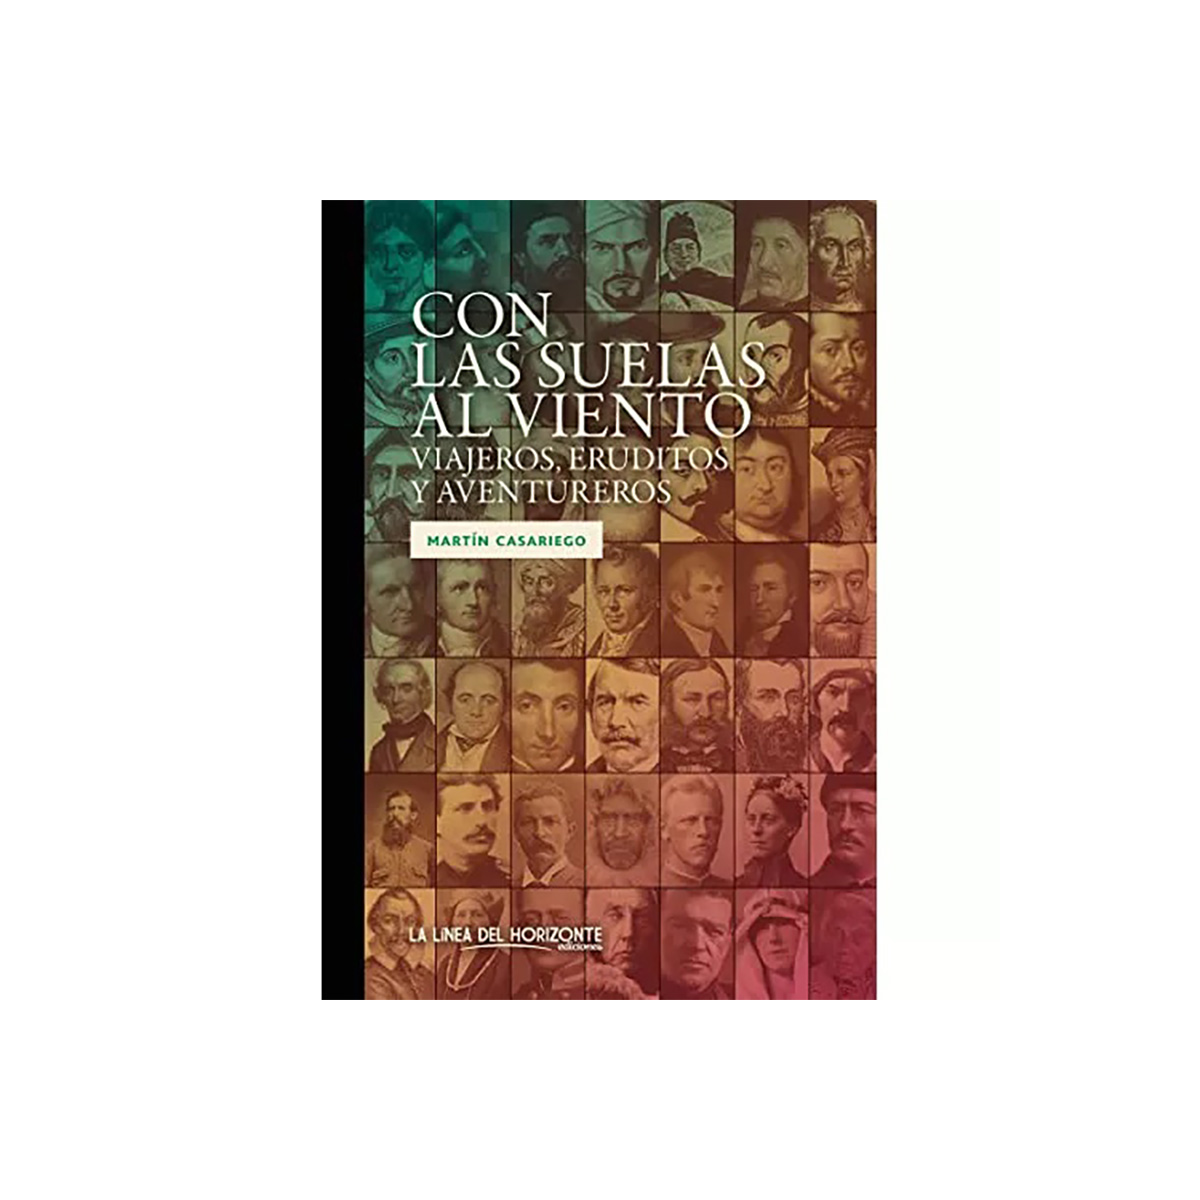 CON
LAS SUELAS
AL VIENTO
VIAJEROS, ERUDITOS
Y AVENTUREROS
MARTÍN CASARIEGO
LA LíNEA DEL HORIZONTE
ediciones